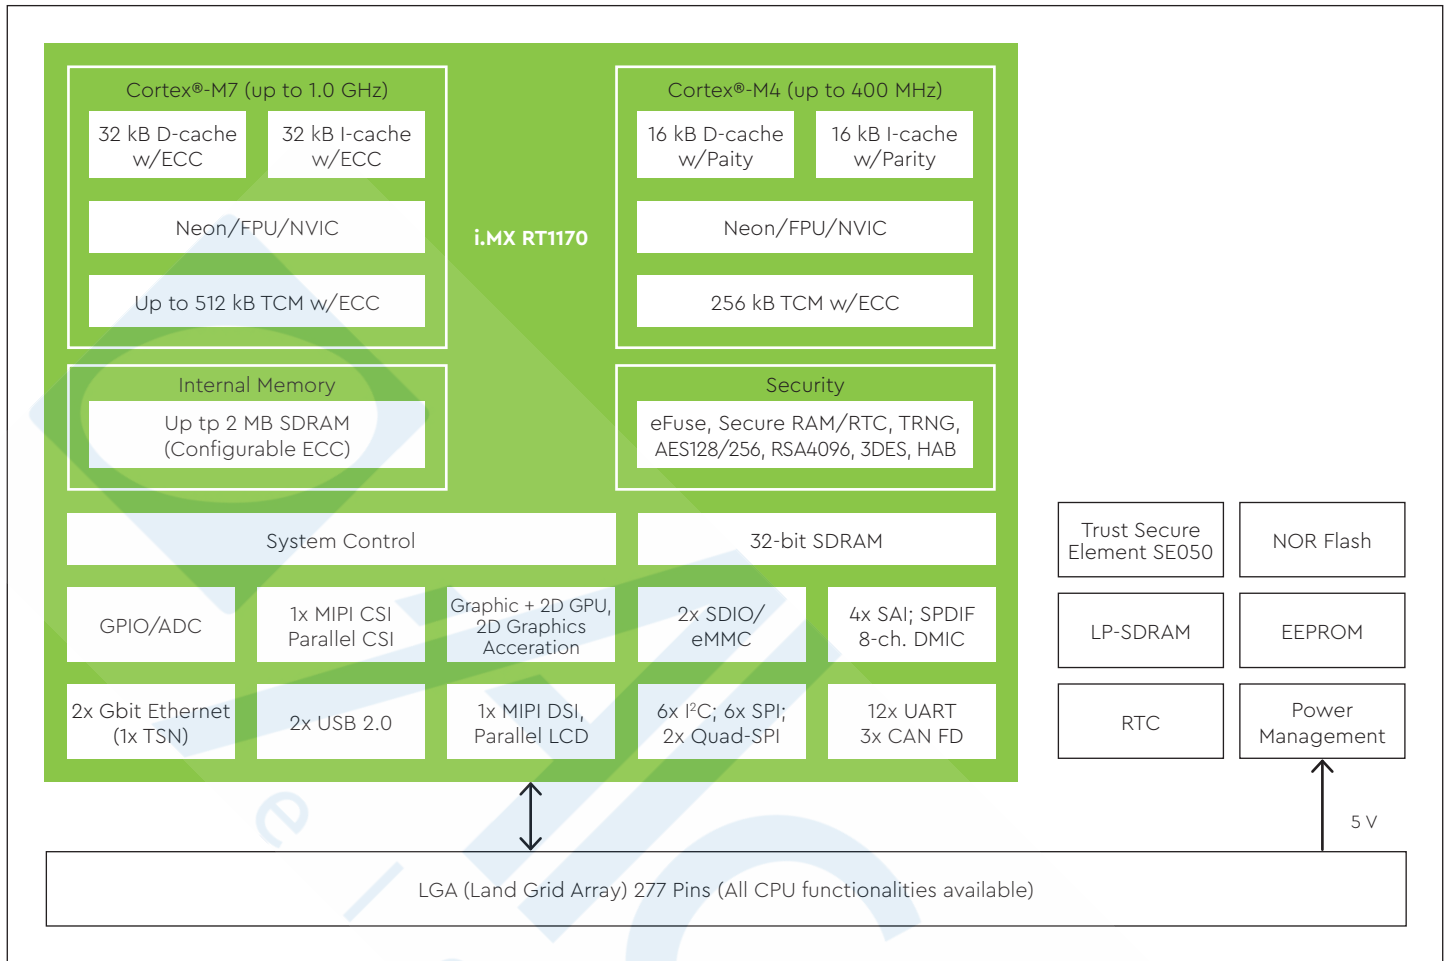 Cortex®-M7 (up to 1.0 GHz)
32 kB D-cache
w/ECC
32 kB I-cache
w/ECC
Neon/FPU/NVIC
Up to 512 kB TCM w/ECC
i.MX RT1170
Cortex®-M4 (up to 400 MHz)
16 kB D-cache
w/Paity
16 kB I-cache
w/Parity
Neon/FPU/NVIC
256 kB TCM w/ECC
Internal Memory
Up tp 2 MB SDRAM
(Configurable ECC)
Security
eFuse, Secure RAM/RTC, TRNG,
AES128/256, RSA4096, 3DES, HAB
System Control
32-bit SDRAM
GPIO/ADC
1x MIPI CSI
Parallel CSI
Graphic + 2D GPU,
2D Graphics
Acceration
2x SDIO/
eMMC
4x SAI; SPDIF
8-ch. DMIC
2x Gbit Ethernet
(1x TSN)
2x USB 2.0
1x MIPI DSI,
Parallel LCD
6x I²C; 6x SPI;
2x Quad-SPI
12x UART
3x CAN FD
Trust Secure
Element SE050
NOR Flash
LP-SDRAM
EEPROM
RTC
Power
Management
5 V
LGA (Land Grid Array) 277 Pins (All CPU functionalities available)